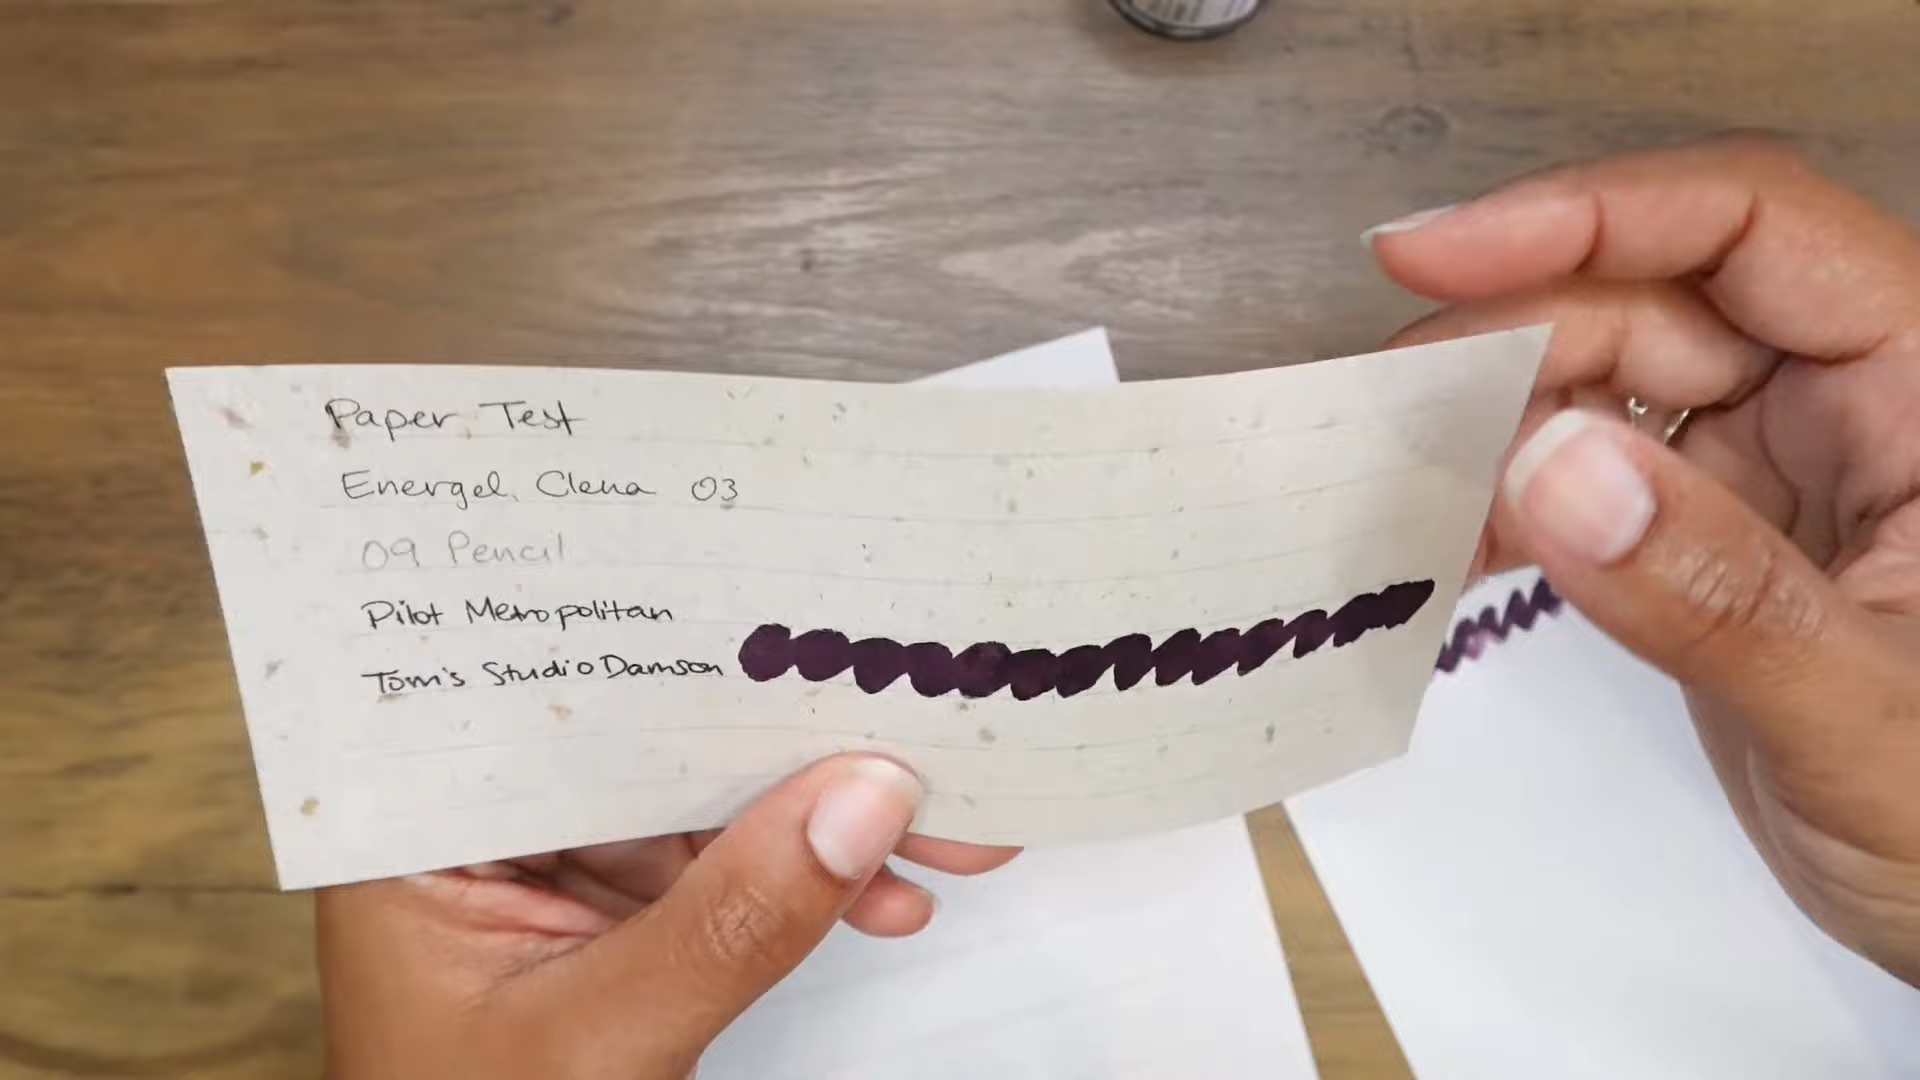 Paper Test
Energel Clena 03
09 Pencil
Pilot Metropolitan
Tom's Studio Damson